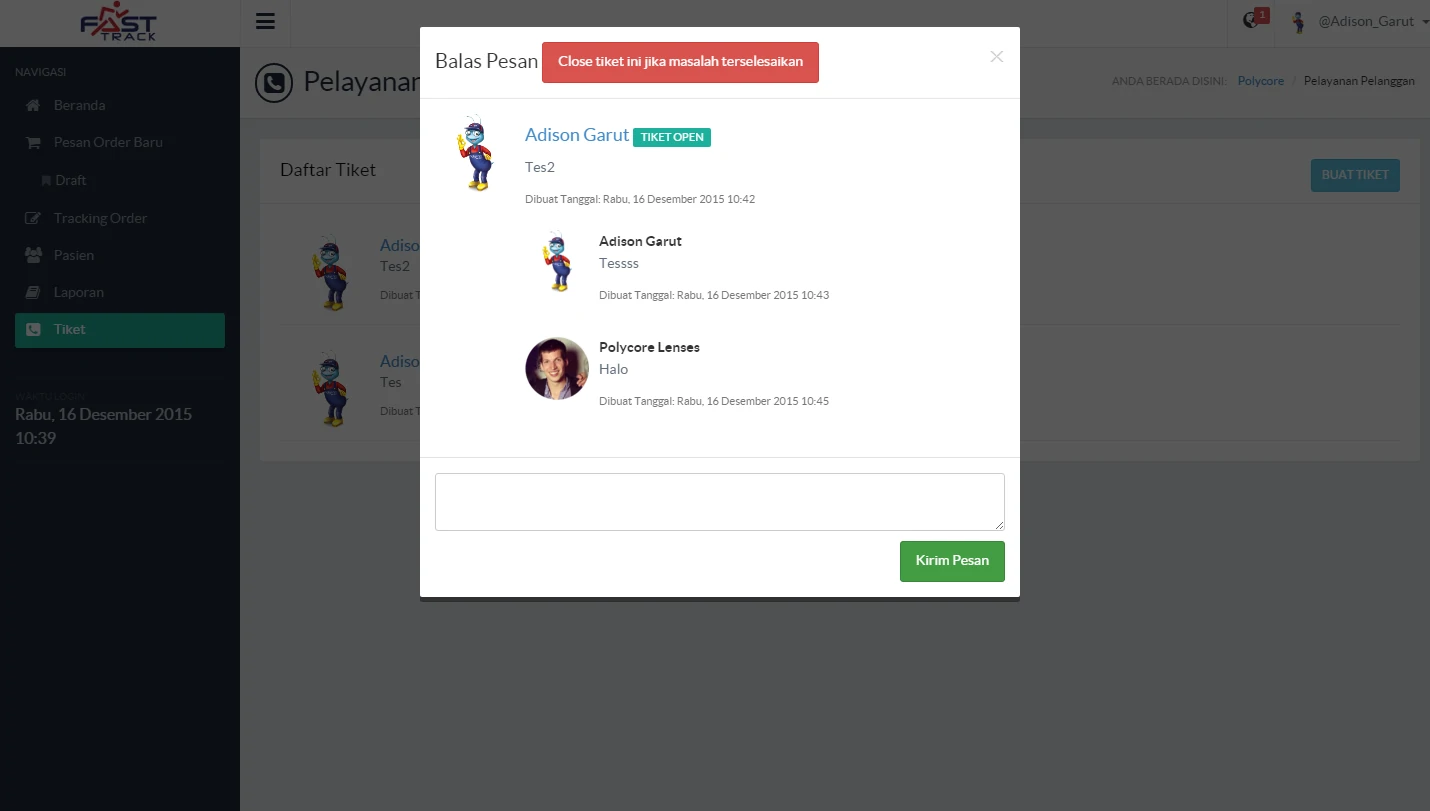 FAST
TRACK
1
@Adison_Garut
NAVIGASI
Beranda
Pesan Order Baru
Draft
Tracking Order
Pasien
Laporan
Tiket
WAKTU LOGIN
Rabu, 16 Desember 2015
10:39
Pelayanan
ANDA BERADA DISINI: Polycore / Pelayanan Pelanggan
Daftar Tiket
BUAT TIKET
Adiso
Tes2
Dibuat T
Adiso
Tes
Dibuat T
Balas Pesan
Close tiket ini jika masalah terselesaikan
×
Adison Garut TIKET OPEN
Tes2
Dibuat Tanggal: Rabu, 16 Desember 2015 10:42
Adison Garut
Tessss
Dibuat Tanggal: Rabu, 16 Desember 2015 10:43
Polycore Lenses
Halo
Dibuat Tanggal: Rabu, 16 Desember 2015 10:45
Kirim Pesan